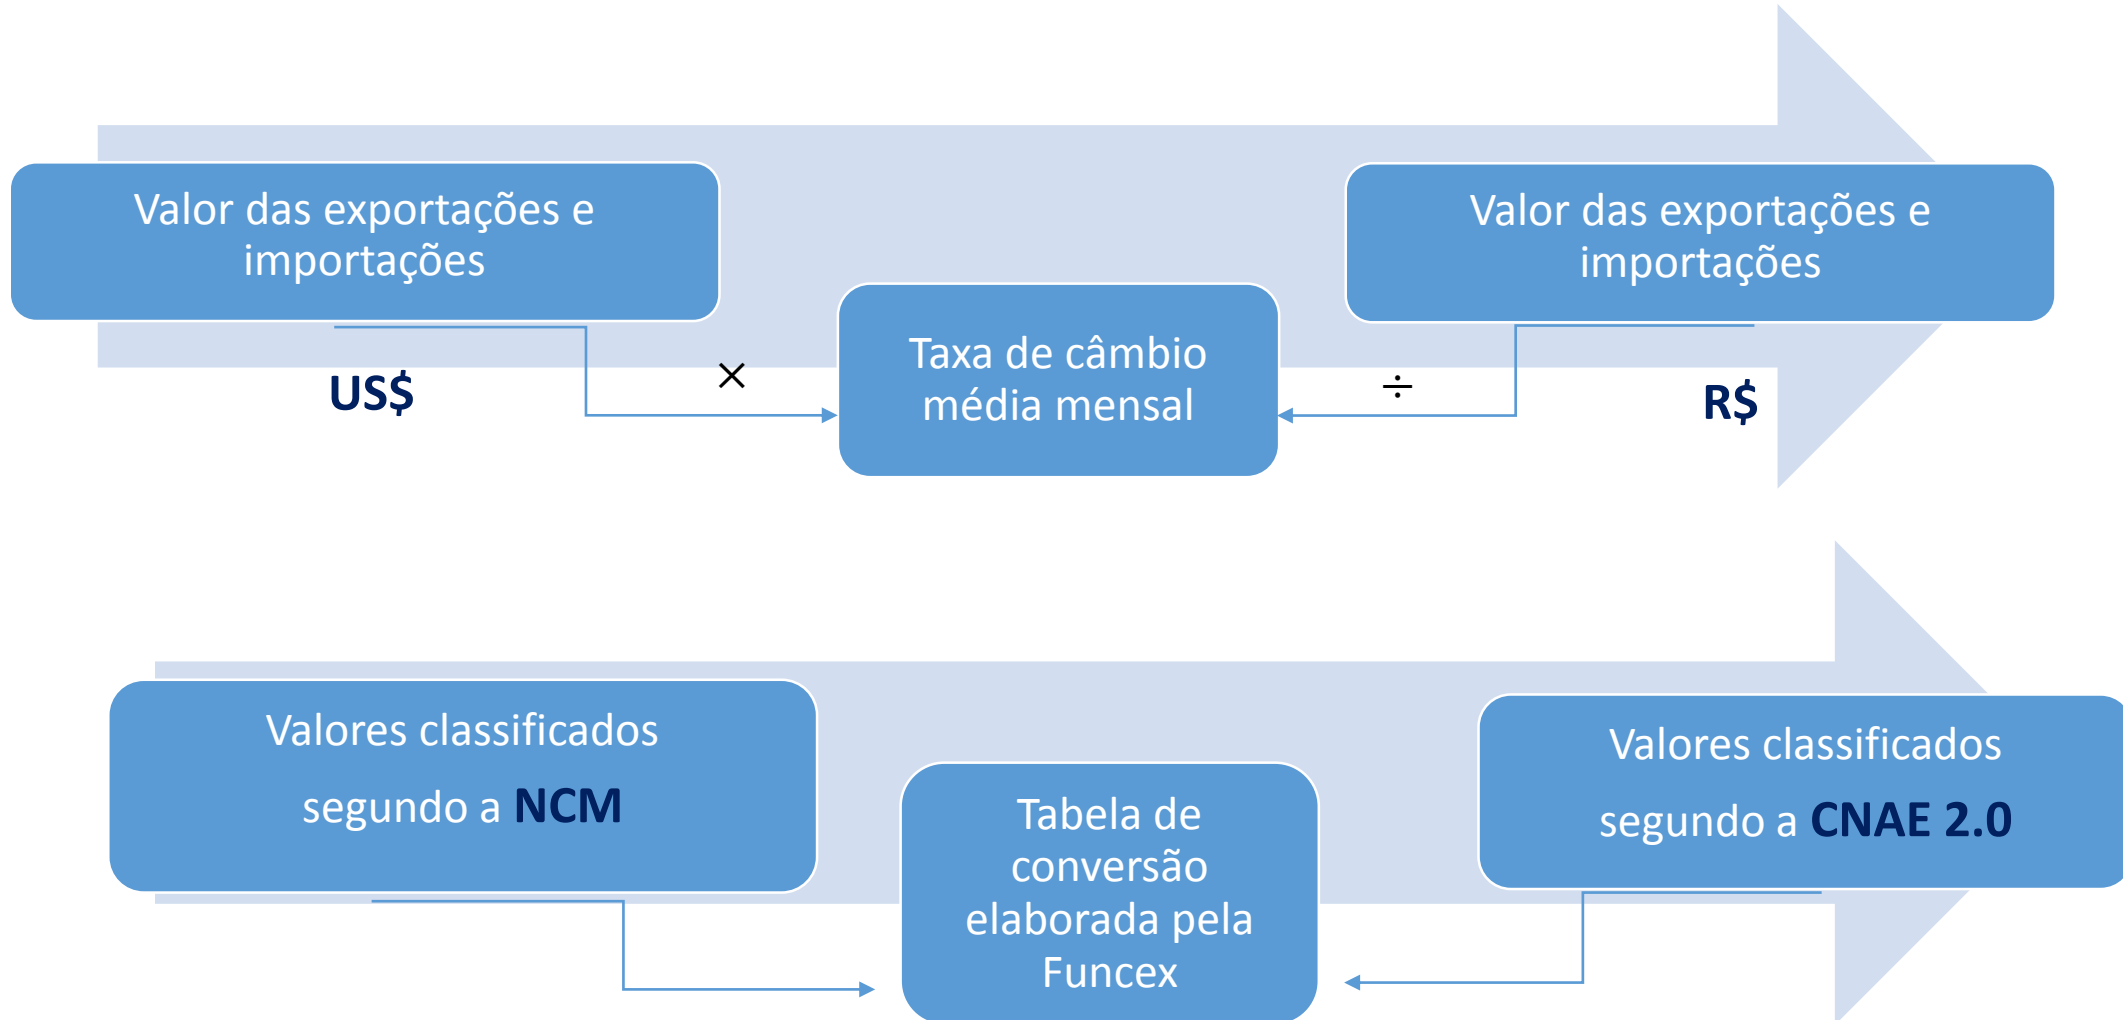 Valor das exportações e
importações
US$
×
Taxa de câmbio
média mensal
÷
Valor das exportações e
importações
R$
Valores classificados
segundo a NCM
Tabela de
conversão
elaborada pela
Funcex
Valores classificados
segundo a CNAE 2.0